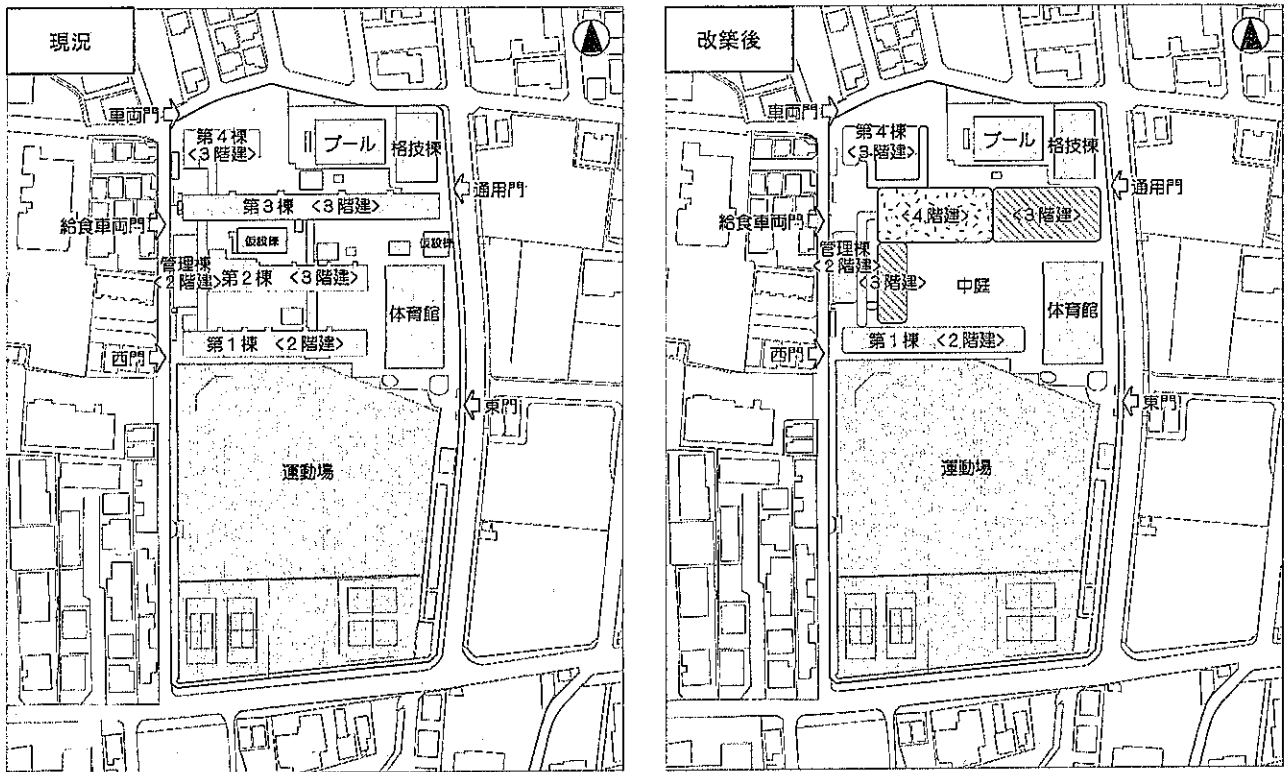 現況
車両門
第4棟
<3階建>
プール
格技棟
通用門
第3棟 <3階建>
給食車両門
仮設棟
仮設棟
管理棟
<2階建>
第2棟 <3階建>
体育館
第1棟 <2階建>
西門
東門
運動場
改築後
車両門
第4棟
<3階建>
プール
格技棟
通用門
<4階建>
<3階建>
給食車両門
管理棟
<2階建>
<3階建>
中庭
体育館
第1棟 <2階建>
西門
東門
運動場